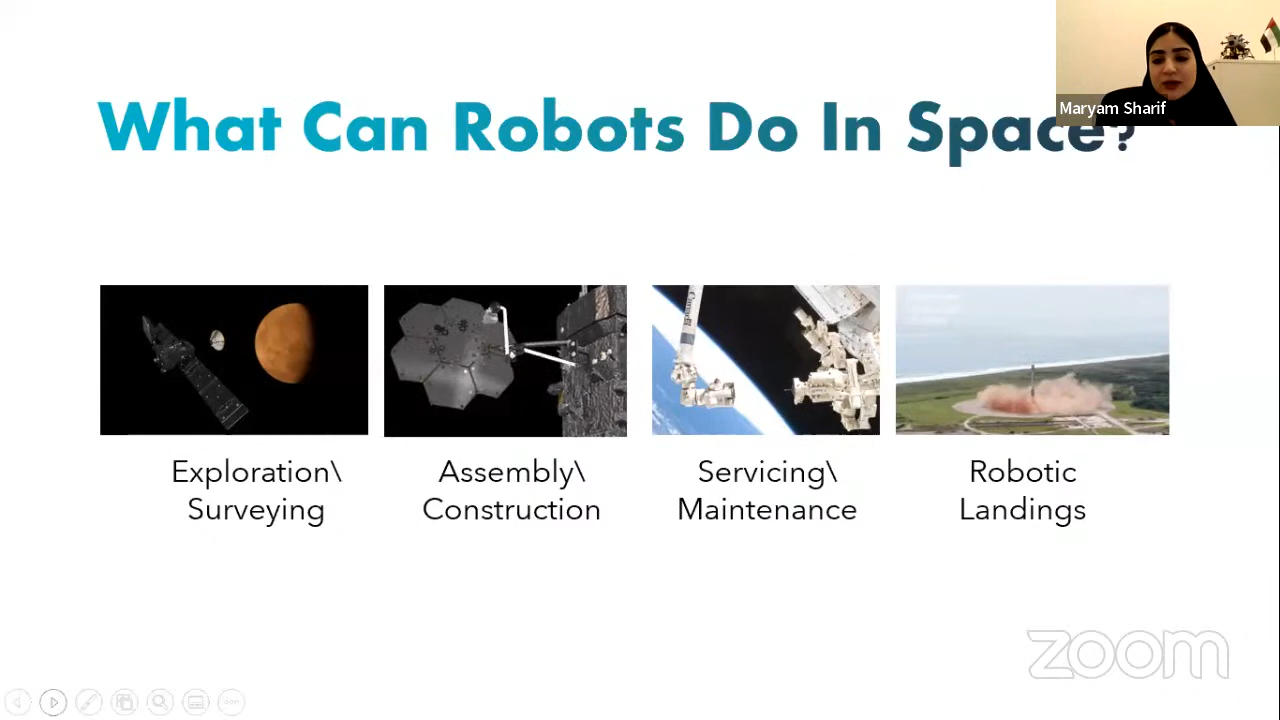 Maryam Sharif
What Can Robots Do In Space?
Exploration\
Surveying
Assembly\
Construction
Servicing\
Maintenance
Robotic
Landings
zoom